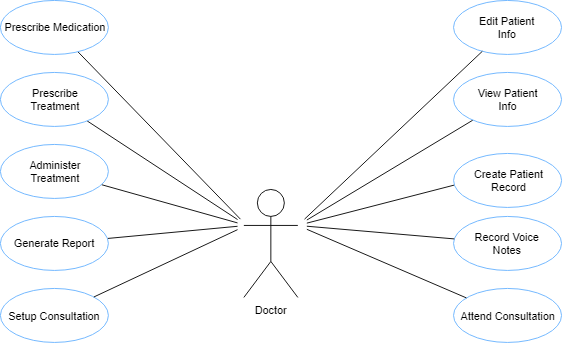 Prescribe Medication
Edit Patient
Info
Prescribe
Treatment
View Patient
Info
Administer
Treatment
Create Patient
Record
Generate Report
Record Voice
Notes
Setup Consultation
Attend Consultation
Doctor